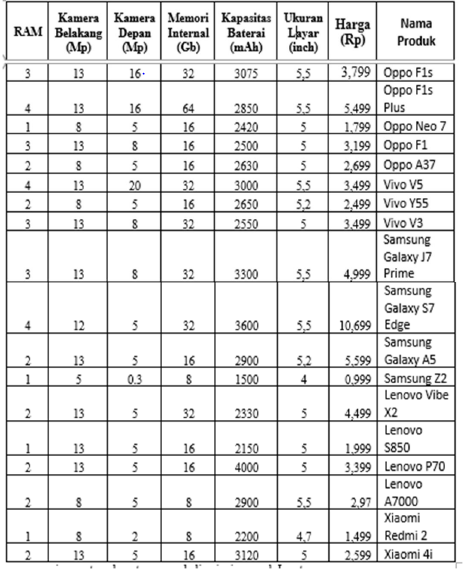 RAM | Kamera Belakang (Mp) | Kamera Depan (Mp) | Memori Internal (Gb) | Kapasitas Baterai (mAh) | Ukuran Layar (inch) | Harga (Rp) | Nama Produk
3 | 13 | 16 | 32 | 3075 | 5,5 | 3,799 | Oppo F1s
4 | 13 | 16 | 64 | 2850 | 5,5 | 5,499 | Oppo F1s Plus
1 | 8 | 5 | 16 | 2420 | 5 | 1,799 | Oppo Neo 7
3 | 13 | 8 | 16 | 2500 | 5 | 3,199 | Oppo F1
2 | 8 | 5 | 16 | 2630 | 5 | 2,699 | Oppo A37
4 | 13 | 20 | 32 | 3000 | 5,5 | 3,499 | Vivo V5
2 | 8 | 5 | 16 | 2650 | 5,2 | 2,499 | Vivo Y55
3 | 13 | 8 | 32 | 2550 | 5 | 3,499 | Vivo V3
3 | 13 | 8 | 32 | 3300 | 5,5 | 4,999 | Samsung Galaxy J7 Prime
4 | 12 | 5 | 32 | 3600 | 5,5 | 10,699 | Samsung Galaxy S7 Edge
2 | 13 | 5 | 16 | 2900 | 5,2 | 5,599 | Samsung Galaxy A5
1 | 5 | 0.3 | 8 | 1500 | 4 | 0,999 | Samsung Z2
2 | 13 | 5 | 32 | 2330 | 5 | 4,499 | Lenovo Vibe X2
1 | 13 | 5 | 16 | 2150 | 5 | 1,999 | Lenovo S850
2 | 13 | 5 | 16 | 4000 | 5 | 3,399 | Lenovo P70
2 | 8 | 5 | 8 | 2900 | 5,5 | 2,97 | Lenovo A7000
1 | 8 | 2 | 8 | 2200 | 4,7 | 1,499 | Xiaomi Redmi 2
2 | 13 | 5 | 16 | 3120 | 5 | 2,599 | Xiaomi 4i